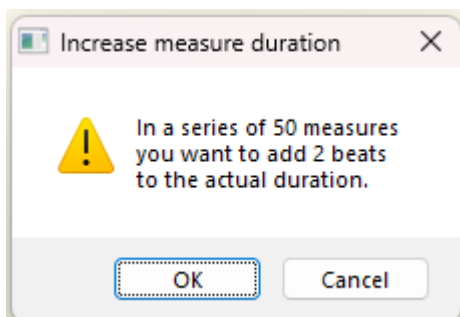 Increase measure duration
In a series of 50 measures
you want to add 2 beats
to the actual duration.
OK Cancel